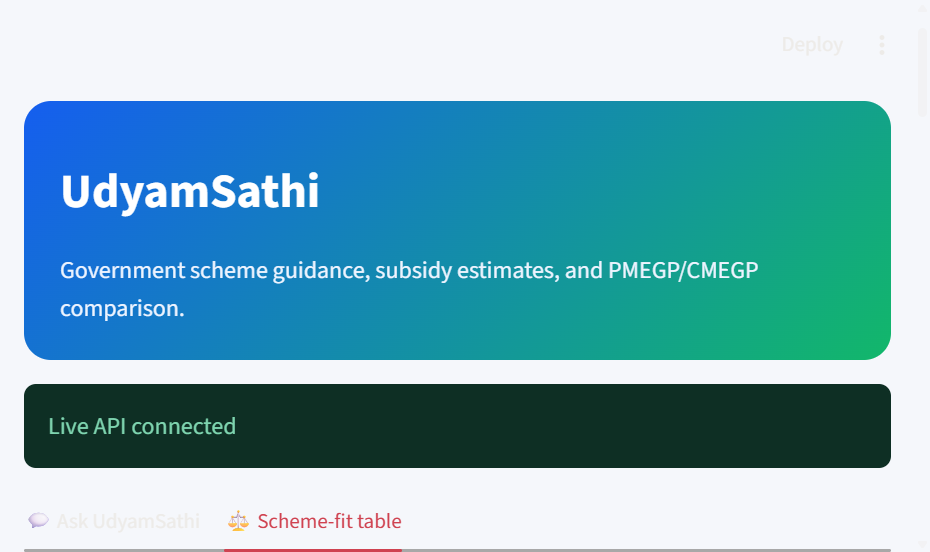 Deploy
UdyamSathi
Government scheme guidance, subsidy estimates, and PMEGP/CMEGP
comparison.
Live API connected
Ask UdyamSathi Scheme-fit table